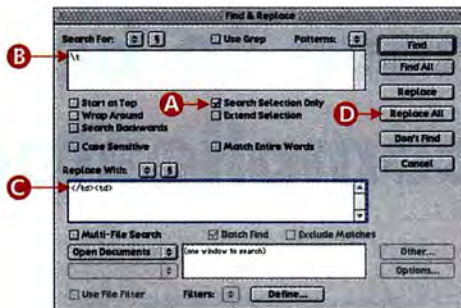 Find & Replace
Search For: § Use Grep Patterns:
B \t
Find
Find All
Replace
D Replace All
Don't Find
Cancel
Start at Top A Search Selection Only
Wrap Around Extend Selection
Search Backwards
Case Sensitive Match Entire Words
Replace With: §
C </td><td>
Multi-File Search Batch Find Exclude Matches
Open Documents (one window to search) Other...
Options...
Use File Filter Filters: Define...